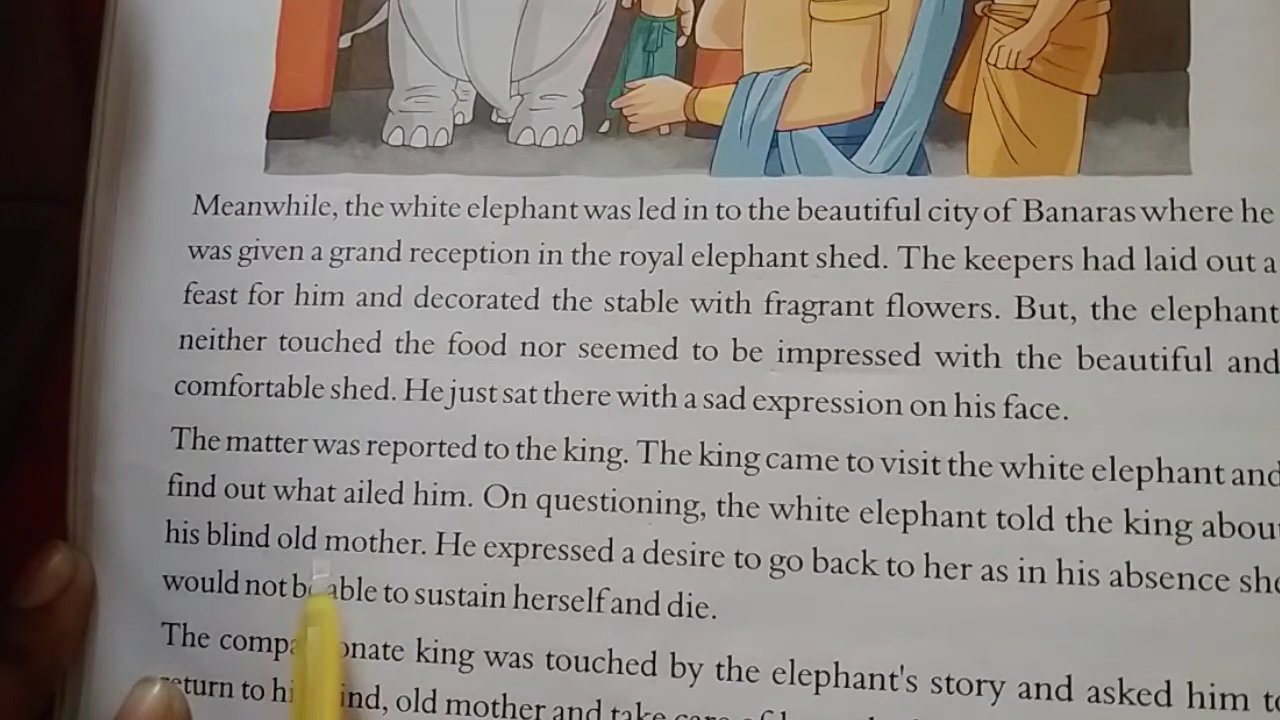 Meanwhile, the white elephant was led in to the beautiful city of Banaras where he
was given a grand reception in the royal elephant shed. The keepers had laid out a
feast for him and decorated the stable with fragrant flowers. But, the elephant
neither touched the food nor seemed to be impressed with the beautiful and
comfortable shed. He just sat there with a sad expression on his face.
The matter was reported to the king. The king came to visit the white elephant and
find out what ailed him. On questioning, the white elephant told the king about
his blind old mother. He expressed a desire to go back to her as in his absence she
would not be able to sustain herself and die.
The king was touched by the elephant's story and asked him to
return to old mother and take care of